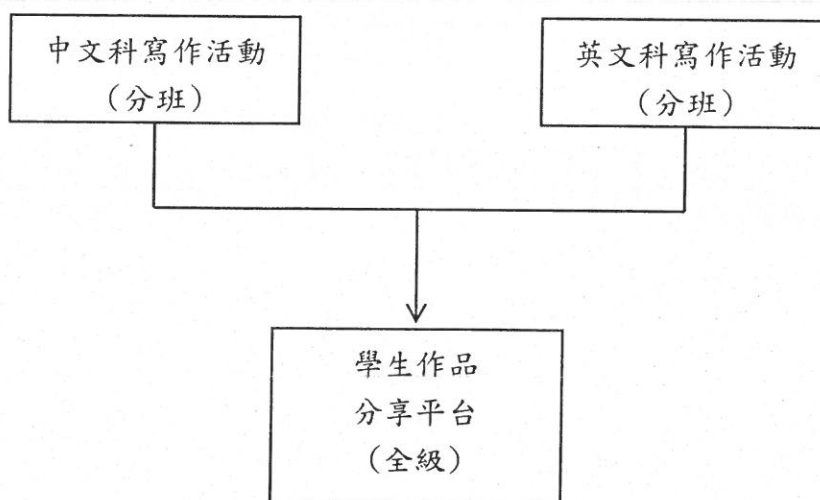 中文科寫作活動
（分班）
英文科寫作活動
（分班）
學生作品
分享平台
（全級）